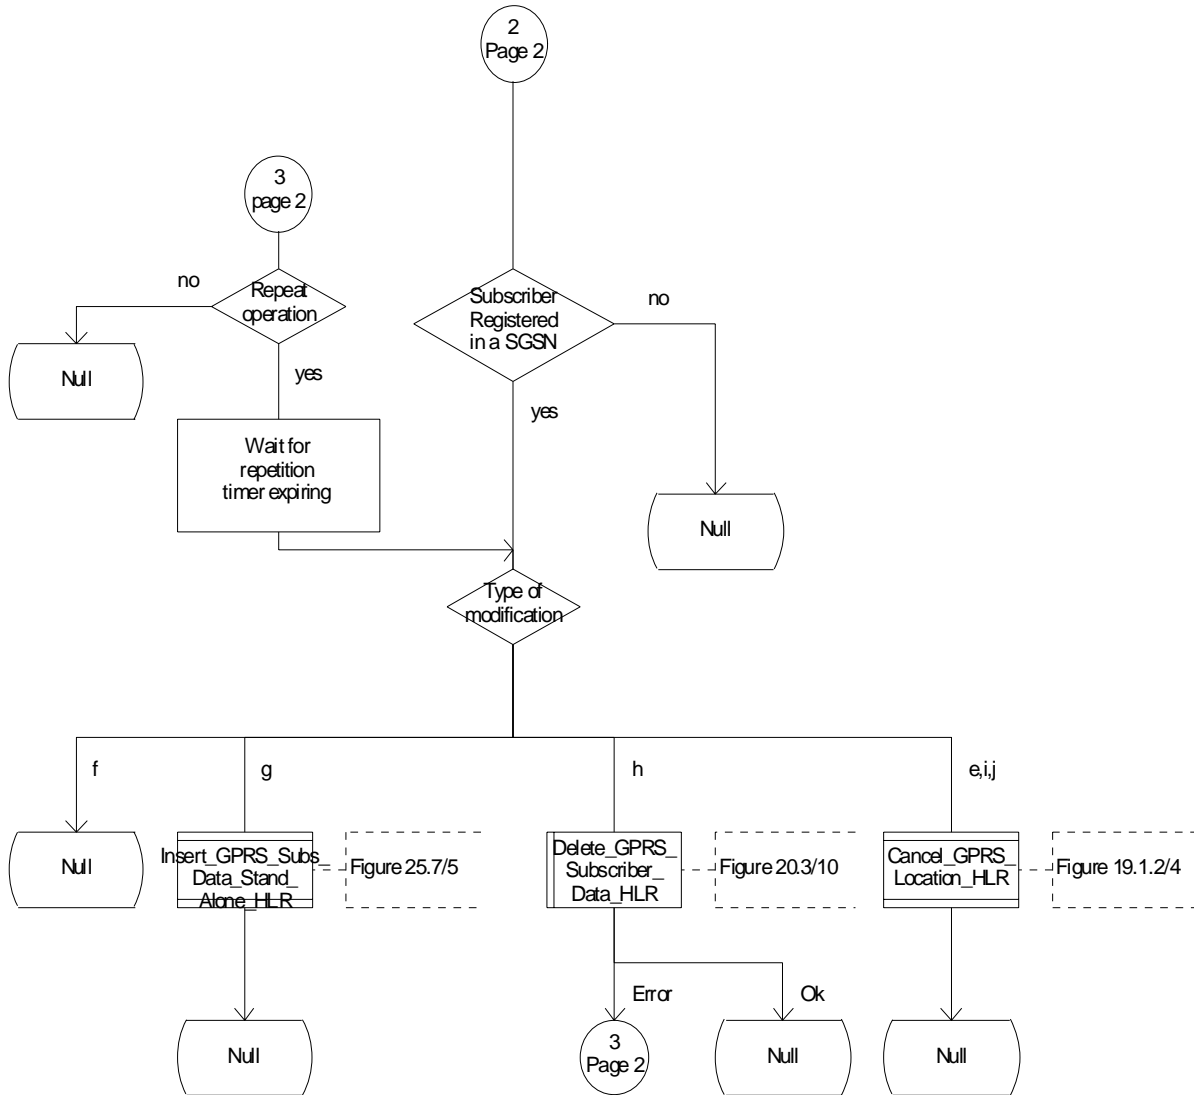 2
Page 2
3
page 2
no
Repeat
operation
Subscriber
Registered
in a SGSN
no
Null
yes
yes
Wait for
repetition
timer expiring
Null
Type of
modification
f
g
h
e,i,j
Null
Insert_GPRS_Subs_
Data_Stand_
Alone_HLR
Figure 25.7/5
Delete_GPRS_
Subscriber_
Data_HLR
Figure 20.3/10
Cancel_GPRS_
Location_HLR
Figure 19.1.2/4
Error
Ok
Null
3
Page 2
Null
Null